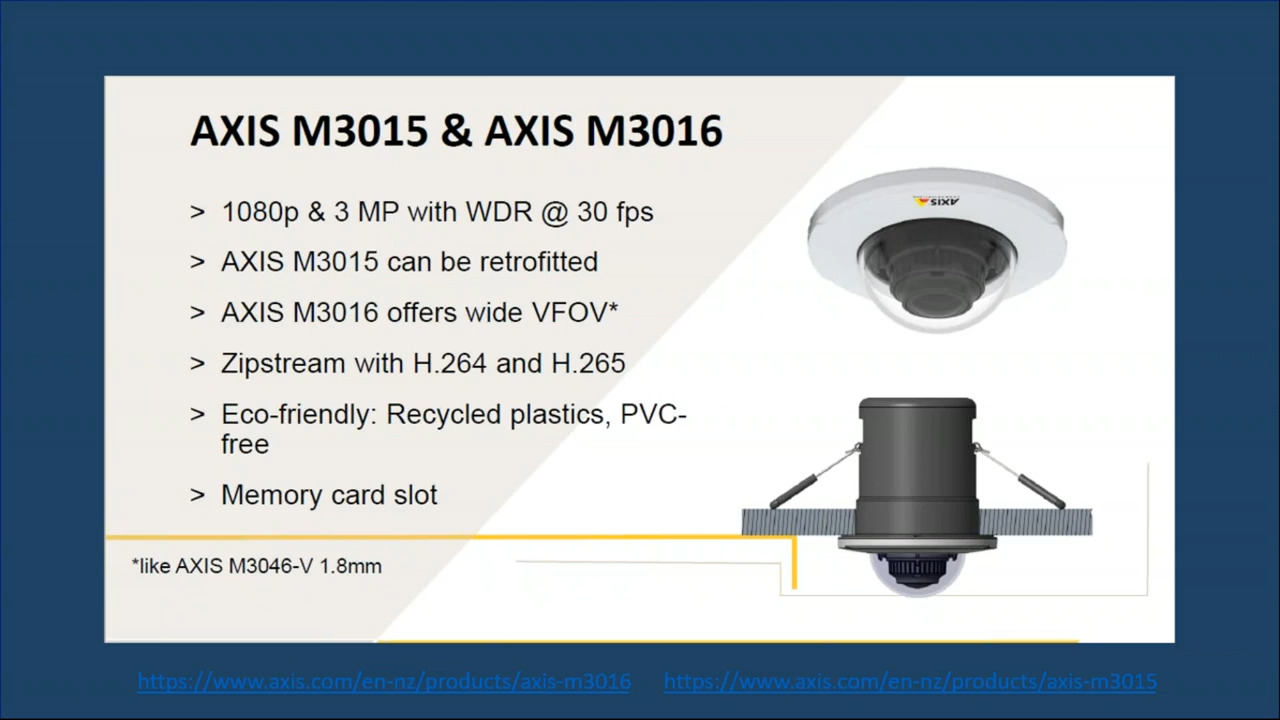 AXIS M3015 & AXIS M3016
> 1080p & 3 MP with WDR @ 30 fps
> AXIS M3015 can be retrofitted
> AXIS M3016 offers wide VFOV*
> Zipstream with H.264 and H.265
> Eco-friendly: Recycled plastics, PVC-
free
> Memory card slot
*like AXIS M3046-V 1.8mm
AXIS
https://www.axis.com/en-nz/products/axis-m3016
https://www.axis.com/en-nz/products/axis-m3015